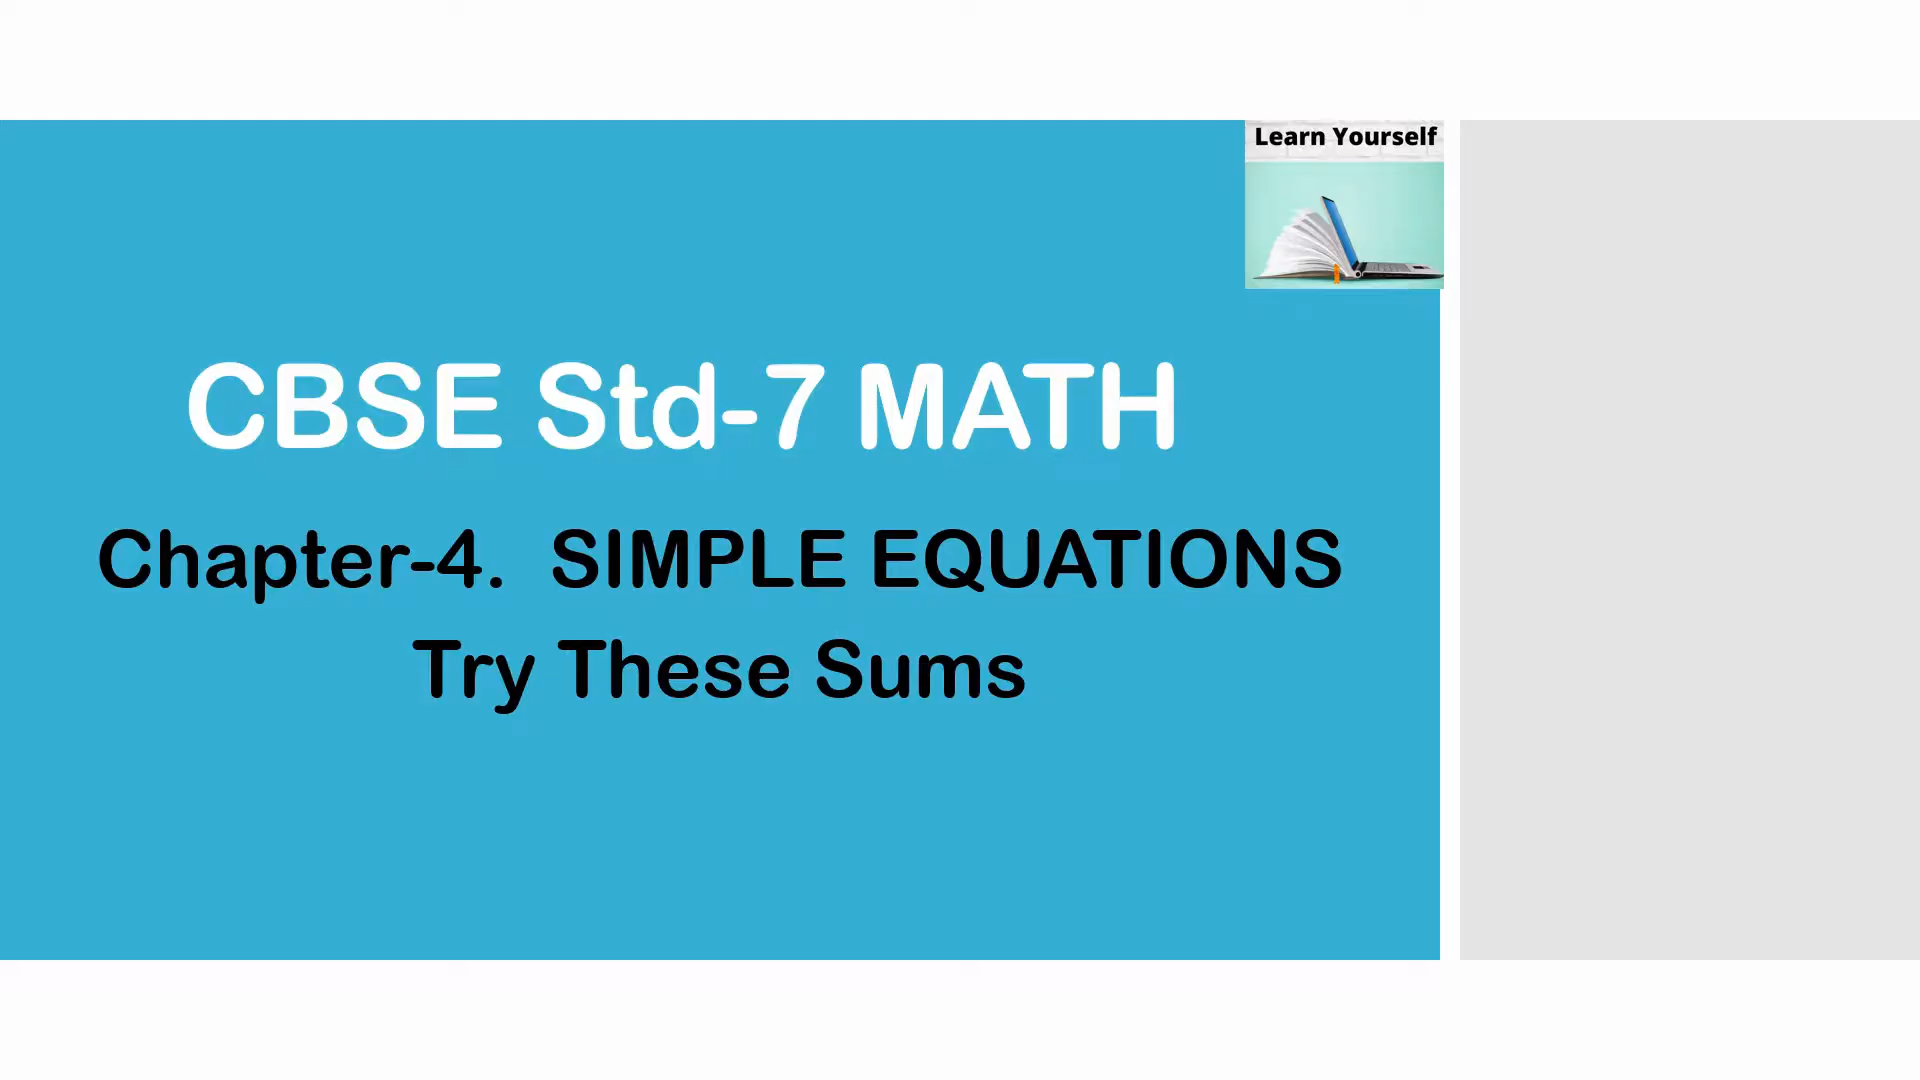 Learn Yourself
CBSE Std-7 MATH
Chapter-4. SIMPLE EQUATIONS
Try These Sums